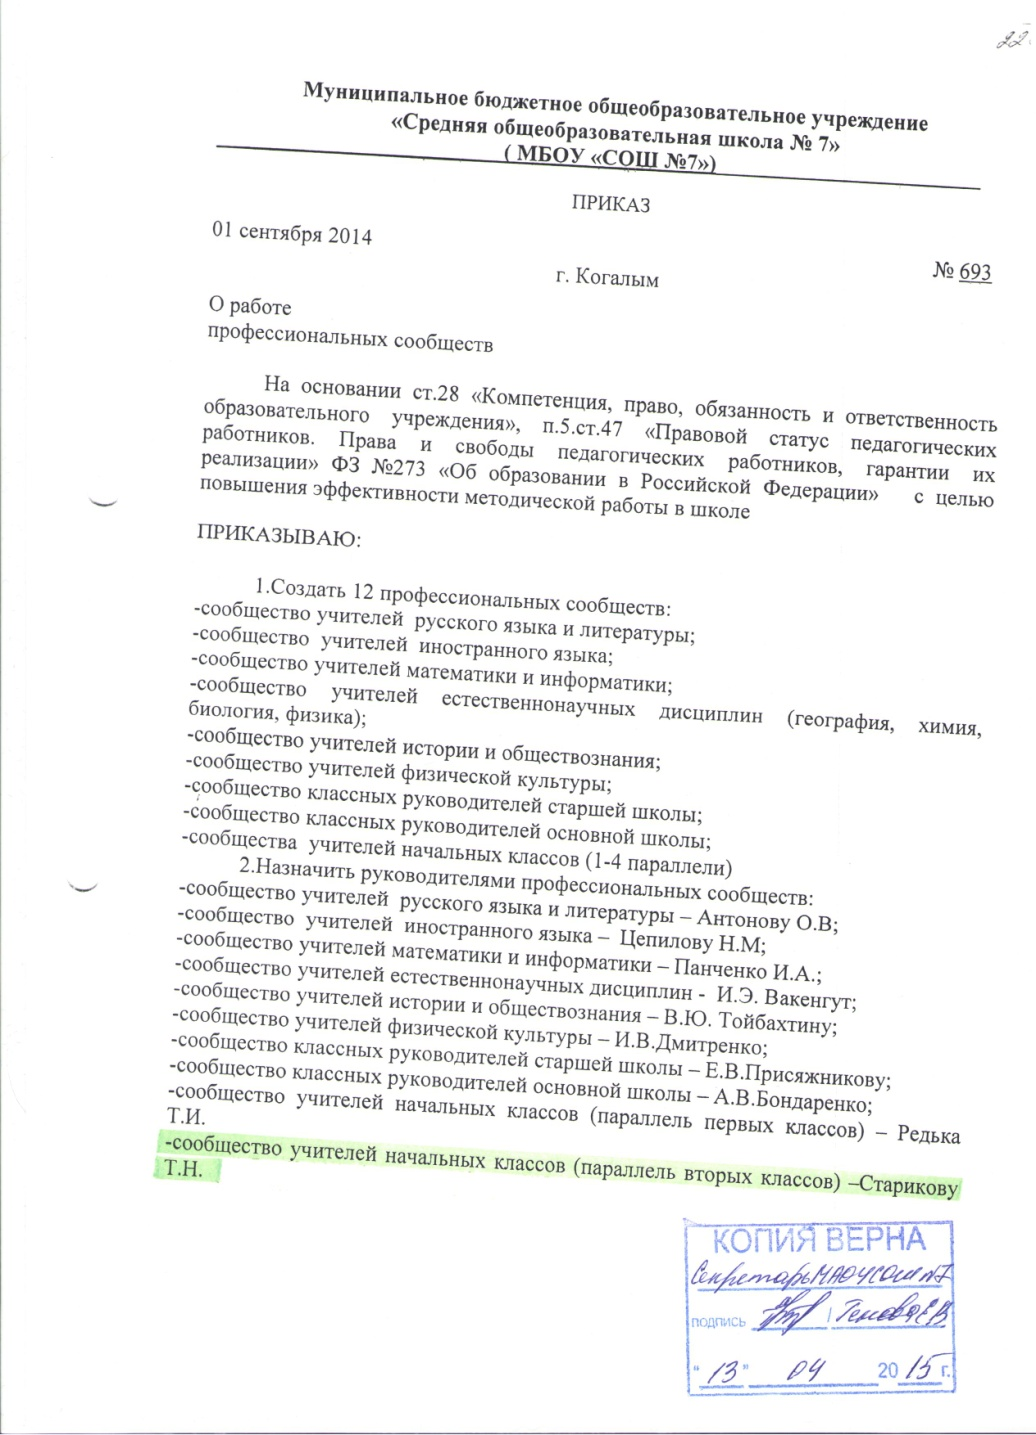 22
Муниципальное бюджетное общеобразовательное учреждение
«Средняя общеобразовательная школа № 7»
( МБОУ «СОШ №7»)
ПРИКАЗ
01 сентября 2014
№ 693
г. Когалым
О работе
профессиональных сообществ
На основании ст.28 «Компетенция, право, обязанность и ответственность
образовательного учреждения», п.5.ст.47 «Правовой статус педагогических
работников. Права и свободы педагогических работников, гарантии их
реализации» ФЗ №273 «Об образовании в Российской Федерации» с целью
повышения эффективности методической работы в школе
ПРИКАЗЫВАЮ:
1.Создать 12 профессиональных сообществ:
-сообщество учителей русского языка и литературы;
-сообщество учителей иностранного языка;
-сообщество учителей математики и информатики;
-сообщество учителей естественнонаучных дисциплин (география, химия,
биология, физика);
-сообщество учителей истории и обществознания;
-сообщество учителей физической культуры;
-сообщество классных руководителей старшей школы;
-сообщество классных руководителей основной школы;
-сообщества учителей начальных классов (1-4 параллели)
2.Назначить руководителями профессиональных сообществ:
-сообщество учителей русского языка и литературы – Антонову О.В;
-сообщество учителей иностранного языка – Цепилову Н.М;
-сообщество учителей математики и информатики – Панченко И.А.;
-сообщество учителей естественнонаучных дисциплин - И.Э. Вакенгут;
-сообщество учителей истории и обществознания – В.Ю. Тойбахтину;
-сообщество учителей физической культуры – И.В.Дмитренко;
-сообщество классных руководителей старшей школы – Е.В.Присяжникову;
-сообщество классных руководителей основной школы – А.В.Бондаренко;
-сообщество учителей начальных классов (параллель первых классов) – Редька
Т.И.
-сообщество учителей начальных классов (параллель вторых классов) –Старикову
Т.Н.
КОПИЯ ВЕРНА
Секретарь МАОУ СОШ №7
подпись /
"13" 04 2015 г.